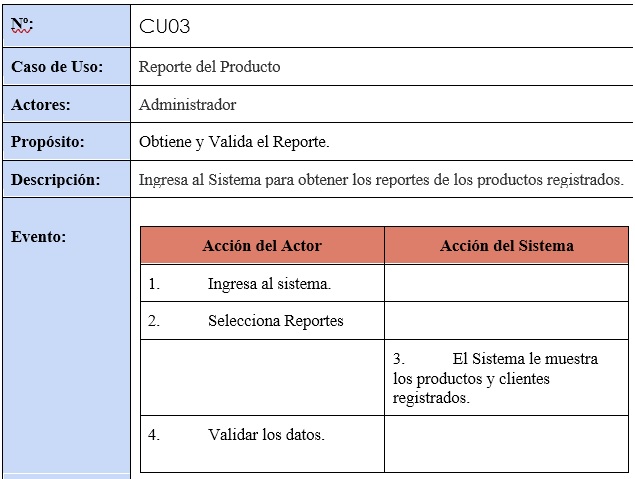 Nº: CU03
Caso de Uso: Reporte del Producto
Actores: Administrador
Propósito: Obtiene y Valida el Reporte.
Descripción: Ingresa al Sistema para obtener los reportes de los productos registrados.
Evento:
Acción del Actor Acción del Sistema
1. Ingresa al sistema.
2. Selecciona Reportes
3. El Sistema le muestra
los productos y clientes
registrados.
4. Validar los datos.